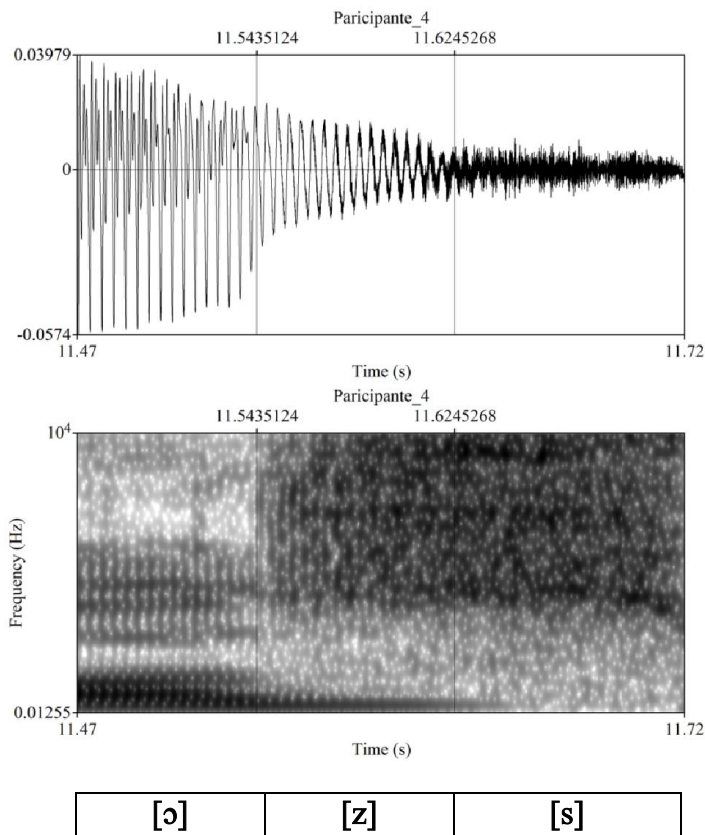 Paricipante_4
11.5435124 11.6245268
0.03979
0
-0.0574
11.47 11.72
Time (s)
Paricipante_4
11.5435124 11.6245268
10⁴
Frequency (Hz)
0.01255
11.47 11.72
Time (s)
[ɔ] [z] [s]